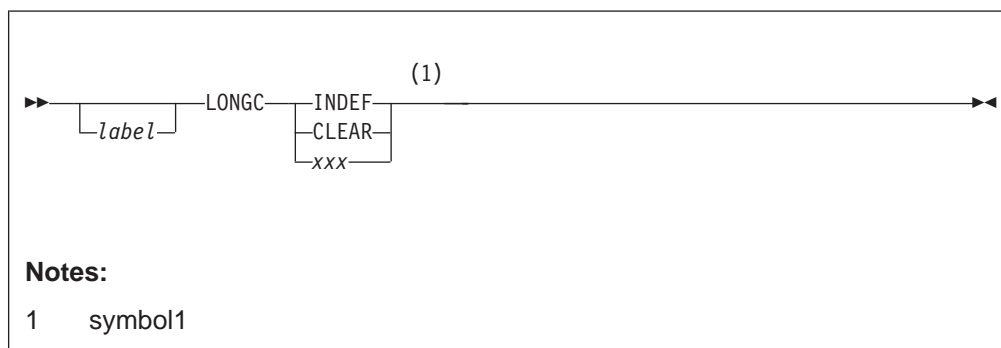 (1)
LONGC INDEF
label CLEAR
xxx
Notes:
1 symbol1